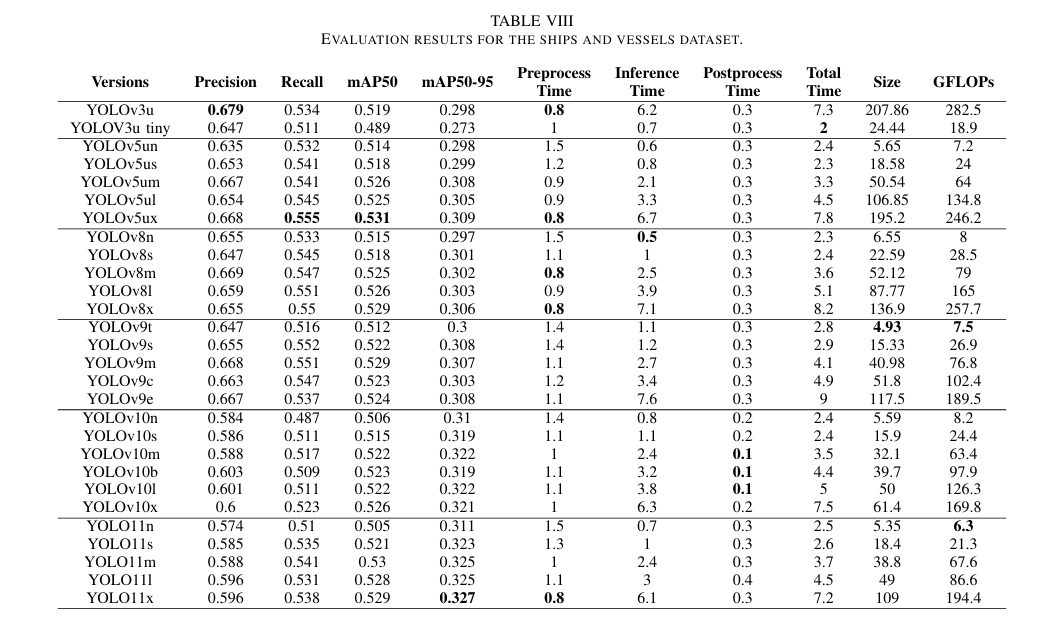 TABLE VIII
EVALUATION RESULTS FOR THE SHIPS AND VESSELS DATASET.
Versions Precision Recall mAP50 mAP50-95 Preprocess Time Inference Time Postprocess Time Total Time Size GFLOPs
YOLOv3u 0.679 0.534 0.519 0.298 0.8 6.2 0.3 7.3 207.86 282.5
YOLOV3u tiny 0.647 0.511 0.489 0.273 1 0.7 0.3 2 24.44 18.9
YOLOv5un 0.635 0.532 0.514 0.298 1.5 0.6 0.3 2.4 5.65 7.2
YOLOv5us 0.653 0.541 0.518 0.299 1.2 0.8 0.3 2.3 18.58 24
YOLOv5um 0.667 0.541 0.526 0.308 0.9 2.1 0.3 3.3 50.54 64
YOLOv5ul 0.654 0.545 0.525 0.305 0.9 3.3 0.3 4.5 106.85 134.8
YOLOv5ux 0.668 0.555 0.531 0.309 0.8 6.7 0.3 7.8 195.2 246.2
YOLOv8n 0.655 0.533 0.515 0.297 1.5 0.5 0.3 2.3 6.55 8
YOLOv8s 0.647 0.545 0.518 0.301 1.1 1 0.3 2.4 22.59 28.5
YOLOv8m 0.669 0.547 0.525 0.302 0.8 2.5 0.3 3.6 52.12 79
YOLOv8l 0.659 0.551 0.526 0.303 0.9 3.9 0.3 5.1 87.77 165
YOLOv8x 0.655 0.55 0.529 0.306 0.8 7.1 0.3 8.2 136.9 257.7
YOLOv9t 0.647 0.516 0.512 0.3 1.4 1.1 0.3 2.8 4.93 7.5
YOLOv9s 0.655 0.552 0.522 0.308 1.4 1.2 0.3 2.9 15.33 26.9
YOLOv9m 0.668 0.551 0.529 0.307 1.1 2.7 0.3 4.1 40.98 76.8
YOLOv9c 0.663 0.547 0.523 0.303 1.2 3.4 0.3 4.9 51.8 102.4
YOLOv9e 0.667 0.537 0.524 0.308 1.1 7.6 0.3 9 117.5 189.5
YOLOv10n 0.584 0.487 0.506 0.31 1.4 0.8 0.2 2.4 5.59 8.2
YOLOv10s 0.586 0.511 0.515 0.319 1.1 1.1 0.2 2.4 15.9 24.4
YOLOv10m 0.588 0.517 0.522 0.322 1 2.4 0.1 3.5 32.1 63.4
YOLOv10b 0.603 0.509 0.523 0.319 1.1 3.2 0.1 4.4 39.7 97.9
YOLOv10l 0.601 0.511 0.522 0.322 1.1 3.8 0.1 5 50 126.3
YOLOv10x 0.6 0.523 0.526 0.321 1 6.3 0.2 7.5 61.4 169.8
YOLO11n 0.574 0.51 0.505 0.311 1.5 0.7 0.3 2.5 5.35 6.3
YOLO11s 0.585 0.535 0.521 0.323 1.3 1 0.3 2.6 18.4 21.3
YOLO11m 0.588 0.541 0.53 0.325 1 2.4 0.3 3.7 38.8 67.6
YOLO11l 0.596 0.531 0.528 0.325 1.1 3 0.4 4.5 49 86.6
YOLO11x 0.596 0.538 0.529 0.327 0.8 6.1 0.3 7.2 109 194.4